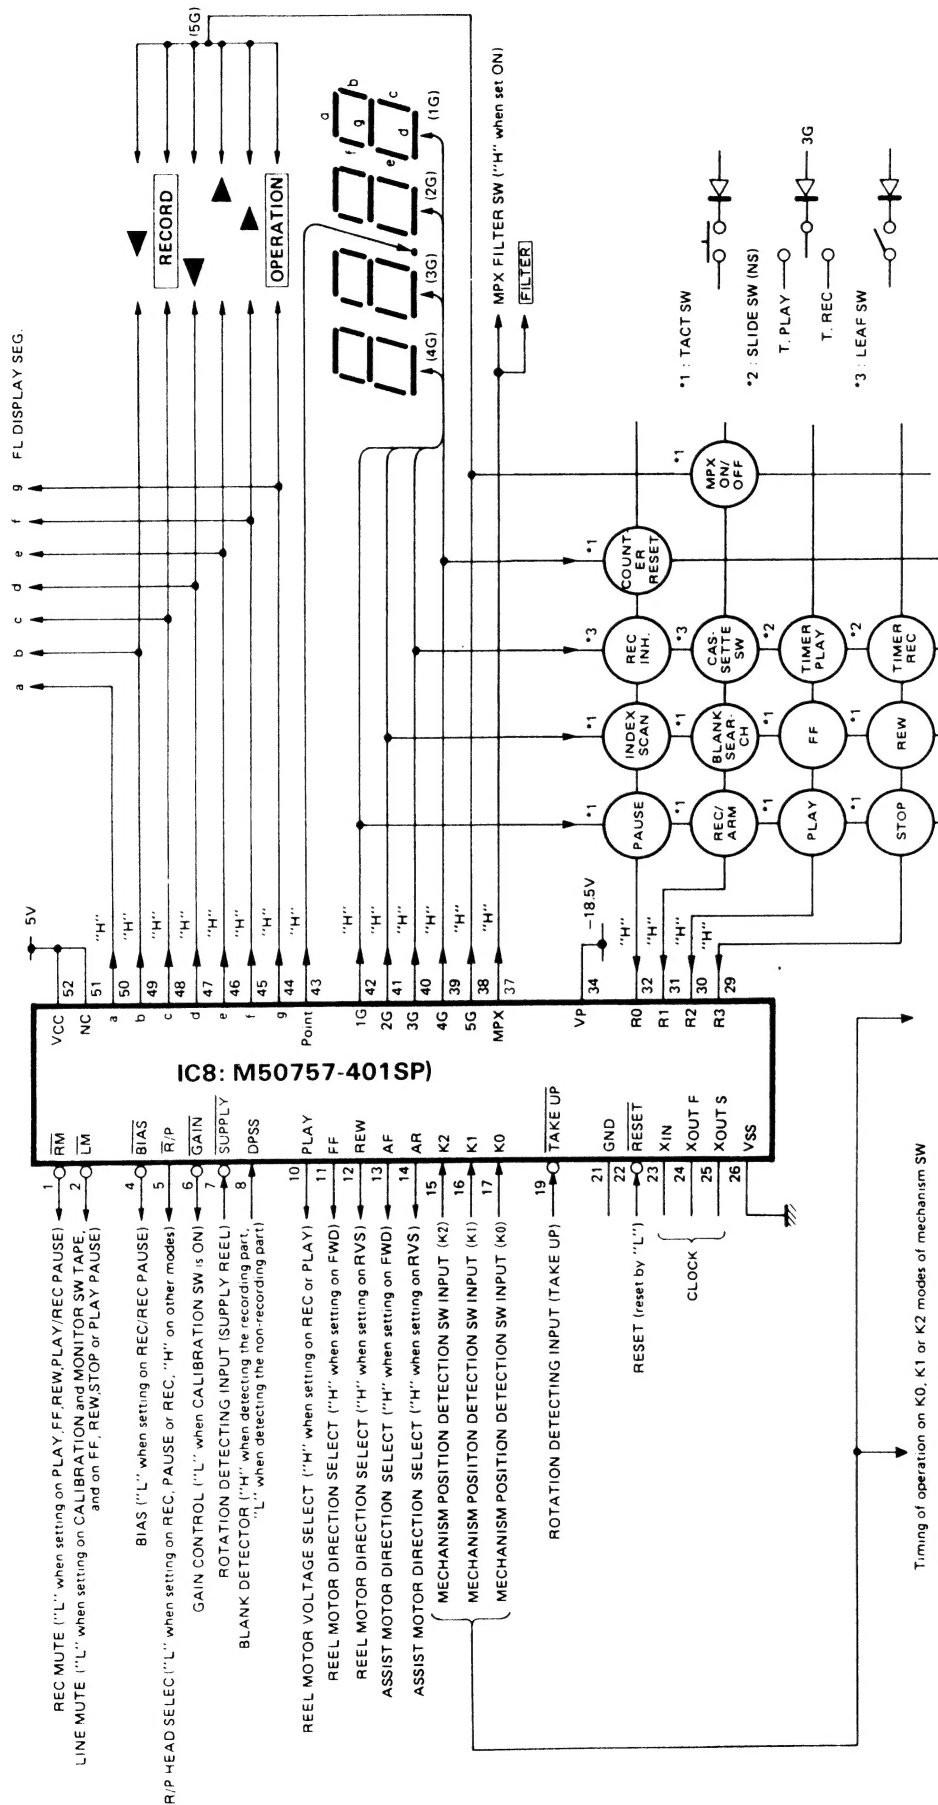 FL DISPLAY SEG.
a
b
c
d
e
f
g
(5G)
RECORD
OPERATION
a
b
g
f
c
d
e
(4G)
(3G)
(2G)
(1G)
MPX FILTER SW ("H" when set ON)
FILTER
*1 : TACT SW
*2 : SLIDE SW (NS)
T. PLAY
T. REC
3G
*3 : LEAF SW
5V
-18.5V
VCC 52
NC 51
a 50 "H"
b 49 "H"
c 48 "H"
d 47 "H"
e 46 "H"
f 45 "H"
g 44 "H"
Point 43 "H"
1G 42 "H"
2G 41 "H"
3G 40 "H"
4G 39 "H"
5G 38 "H"
MPX 37 "H"
VP 34
R0 32 "H"
R1 31 "H"
R2 30 "H"
R3 29 "H"
*1 PAUSE
*1 INDEX SCAN
*3 REC INH.
*1 COUNT- ER RESET
*1 REC/ ARM
*1 BLANK SEAR- CH
*3 CAS- SETTE SW
*1 MPX ON/ OFF
*1 PLAY
*1 FF
*2 TIMER PLAY
*1 STOP
*1 REW
*2 TIMER REC
IC8: M50757-401SP)
REC MUTE ("L" when setting on PLAY,FF,REW,PLAY/REC PAUSE) 1 RM
LINE MUTE ("L" when setting on CALIBRATION and MONITOR SW TAPE, 2 LM
and on FF, REW,STOP or PLAY PAUSE)
BIAS ("L" when setting on REC/REC PAUSE) 4 BIAS
R/P HEAD SELEC ("L" when setting on REC, PAUSE or REC, "H" on other modes) 5 R/P
GAIN CONTROL ("L" when CALIBRATION SW is ON) 6 GAIN
ROTATION DETECTING INPUT (SUPPLY REEL) 7 SUPPLY
BLANK DETECTOR ("H" when detecting the recording part, 8 DPSS
"L" when detecting the non-recording part)
REEL MOTOR VOLTAGE SELECT ("H" when setting on REC or PLAY) 10 PLAY
REEL MOTOR DIRECTION SELECT ("H" when setting on FWD) 11 FF
REEL MOTOR DIRECTION SELECT ("H" when setting on RVS) 12 REW
ASSIST MOTOR DIRECTION SELECT ("H" when setting on FWD) 13 AF
ASSIST MOTOR DIRECTION SELECT ("H" when setting on RVS) 14 AR
MECHANISM POSITION DETECTION SW INPUT (K2) 15 K2
MECHANISM POSIITON DETECTION SW INPUT (K1) 16 K1
MECHANISM POSITION DETECTION SW INPUT (K0) 17 K0
ROTATION DETECTING INPUT (TAKE UP) 19 TAKE UP
21 GND
RESET (reset by "L") 22 RESET
CLOCK
23 XIN
24 XOUT F
25 XOUT S
26 VSS
Timing of operation on K0, K1 or K2 modes of mechanism SW